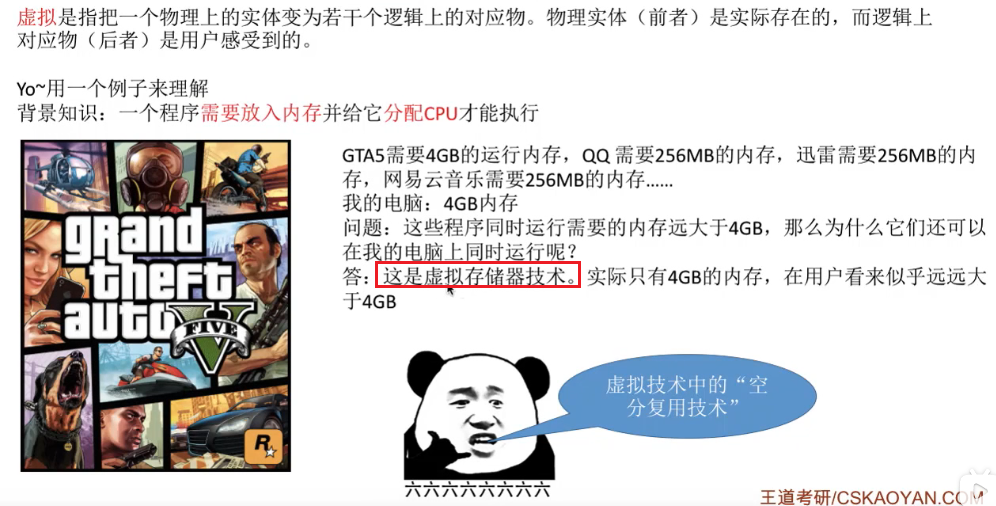 虚拟是指把一个物理上的实体变为若干个逻辑上的对应物。物理实体（前者）是实际存在的，而逻辑上
对应物（后者）是用户感受到的。
Yo~用一个例子来理解
背景知识：一个程序需要放入内存并给它分配CPU才能执行
GTA5需要4GB的运行内存，QQ 需要256MB的内存，迅雷需要256MB的内
存，网易云音乐需要256MB的内存……
我的电脑：4GB内存
问题：这些程序同时运行需要的内存远大于4GB，那么为什么它们还可以
在我的电脑上同时运行呢？
答：这是虚拟存储器技术。实际只有4GB的内存，在用户看来似乎远远大
于4GB
grand
theft
auto
V
FIVE
R
虚拟技术中的“空
分复用技术”
六六六六六六六六
王道考研/CSKAOYAN.COM